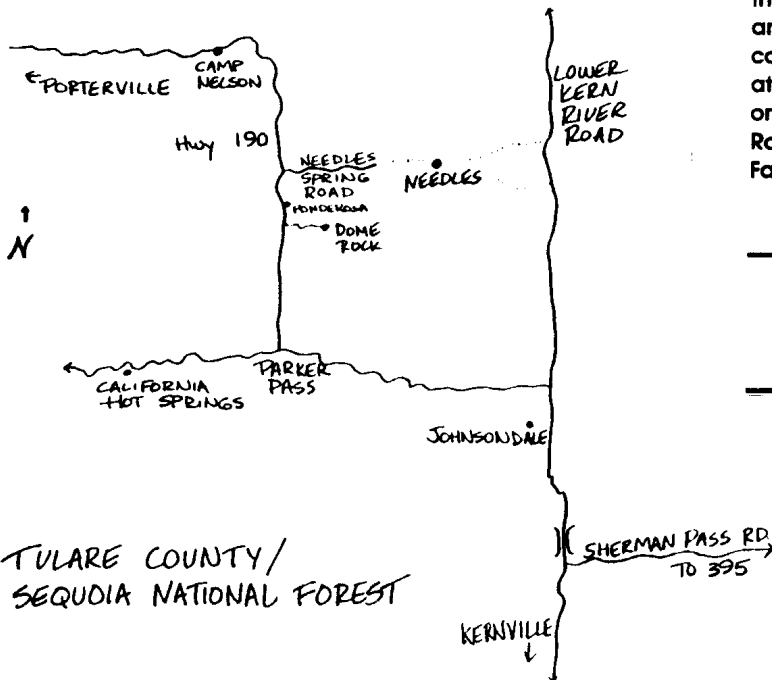 CAMP
NELSON
PORTERVILLE
Hwy 190
LOWER
KERN
RIVER
ROAD
NEEDLES
SPRING
ROAD
NEEDLES
DOME
ROCK
N
PARKER
PASS
CALIFORNIA
HOT SPRINGS
JOHNSONDALE
SHERMAN PASS RD.
TO 395
TULARE COUNTY/
SEQUOIA NATIONAL FOREST
KERNVILLE